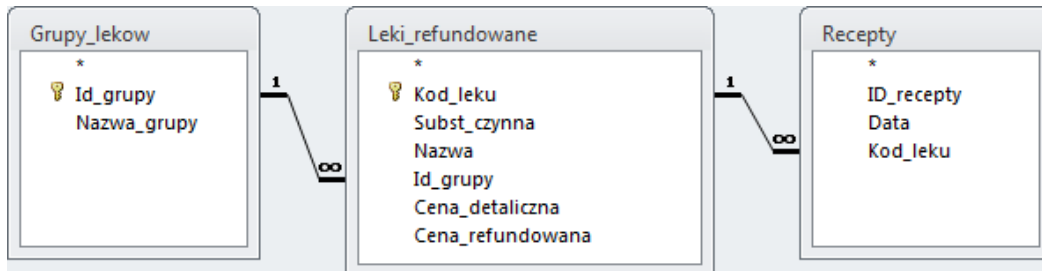 Grupy_lekow
*
Id_grupy
Nazwa_grupy
1
∞
Leki_refundowane
*
Kod_leku
Subst_czynna
Nazwa
Id_grupy
Cena_detaliczna
Cena_refundowana
1
∞
Recepty
*
ID_recepty
Data
Kod_leku